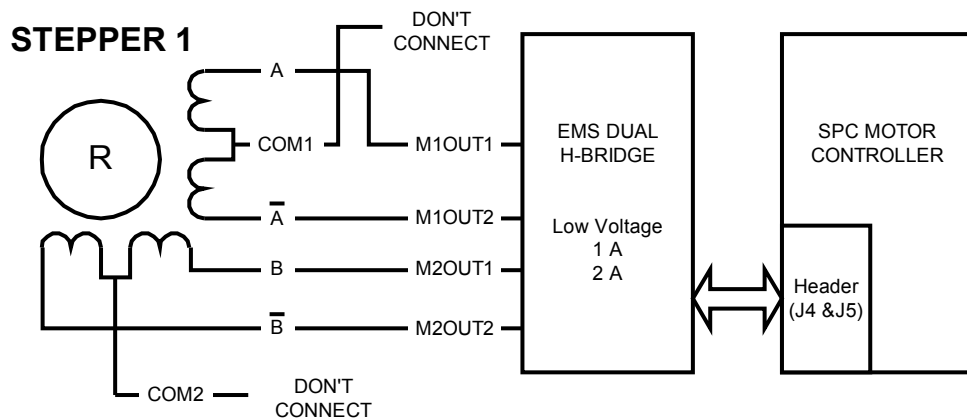 STEPPER 1
DON'T
CONNECT
A
COM1
M1OUT1
R
A̅
M1OUT2
B
M2OUT1
B̅
M2OUT2
COM2
DON'T
CONNECT
EMS DUAL
H-BRIDGE
Low Voltage
1 A
2 A
SPC MOTOR
CONTROLLER
Header
(J4 &J5)